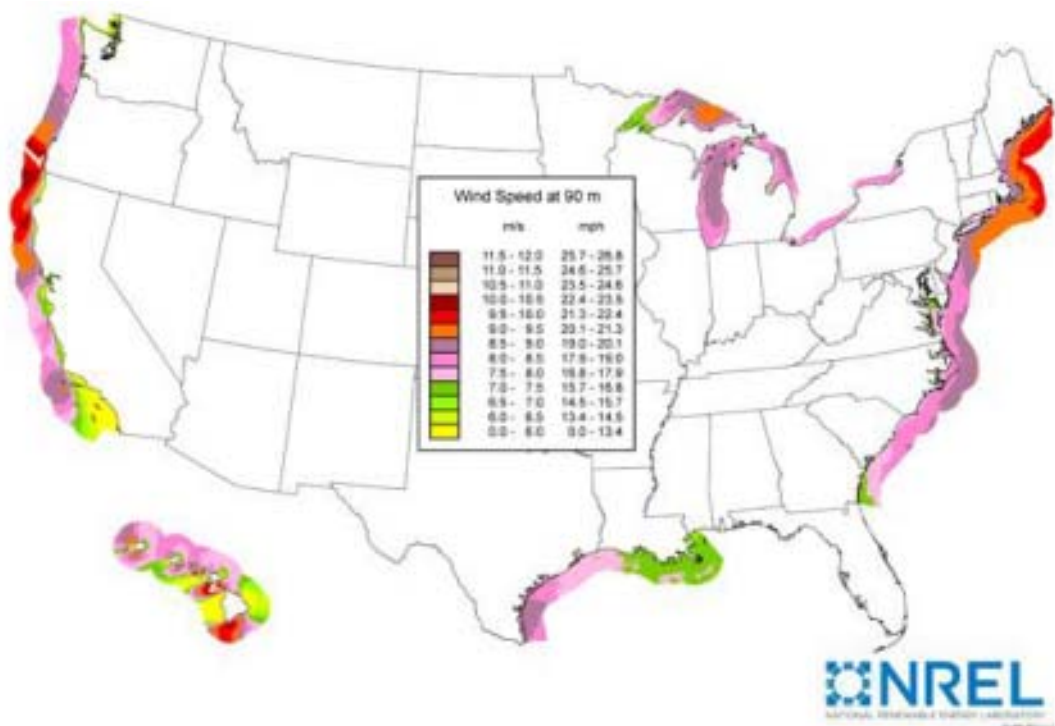 Wind Speed at 90 m
m/s mph
11.5 - 12.0 25.7 - 26.8
11.0 - 11.5 24.6 - 25.7
10.5 - 11.0 23.5 - 24.6
10.0 - 10.5 22.4 - 23.5
9.5 - 10.0 21.3 - 22.4
9.0 - 9.5 20.1 - 21.3
8.5 - 9.0 19.0 - 20.1
8.0 - 8.5 17.9 - 19.0
7.5 - 8.0 16.8 - 17.9
7.0 - 7.5 15.7 - 16.8
6.5 - 7.0 14.5 - 15.7
6.0 - 6.5 13.4 - 14.5
0.0 - 6.0 0.0 - 13.4
NREL
NATIONAL RENEWABLE ENERGY LABORATORY